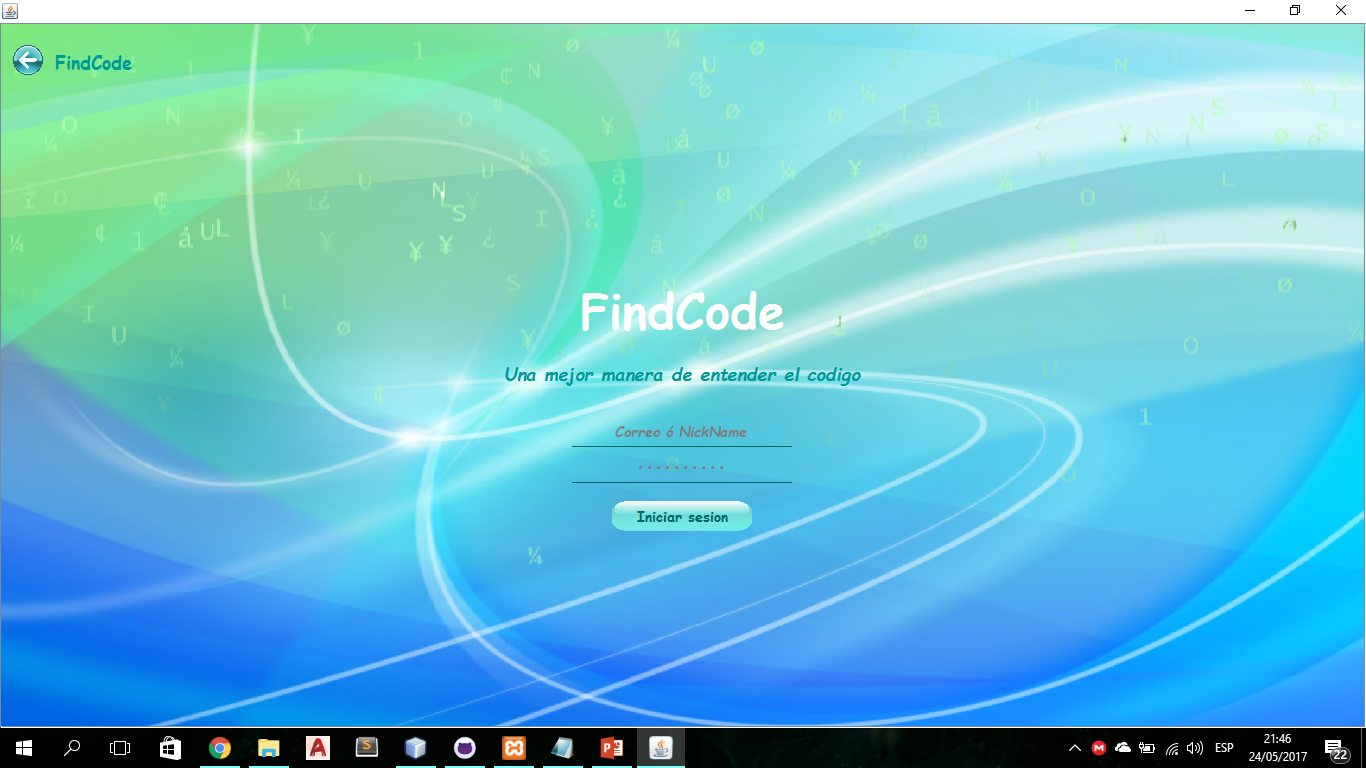 FindCode
FindCode
Una mejor manera de entender el codigo
Correo ó NickName
Iniciar sesion
ESP
21:46
24/05/2017
22